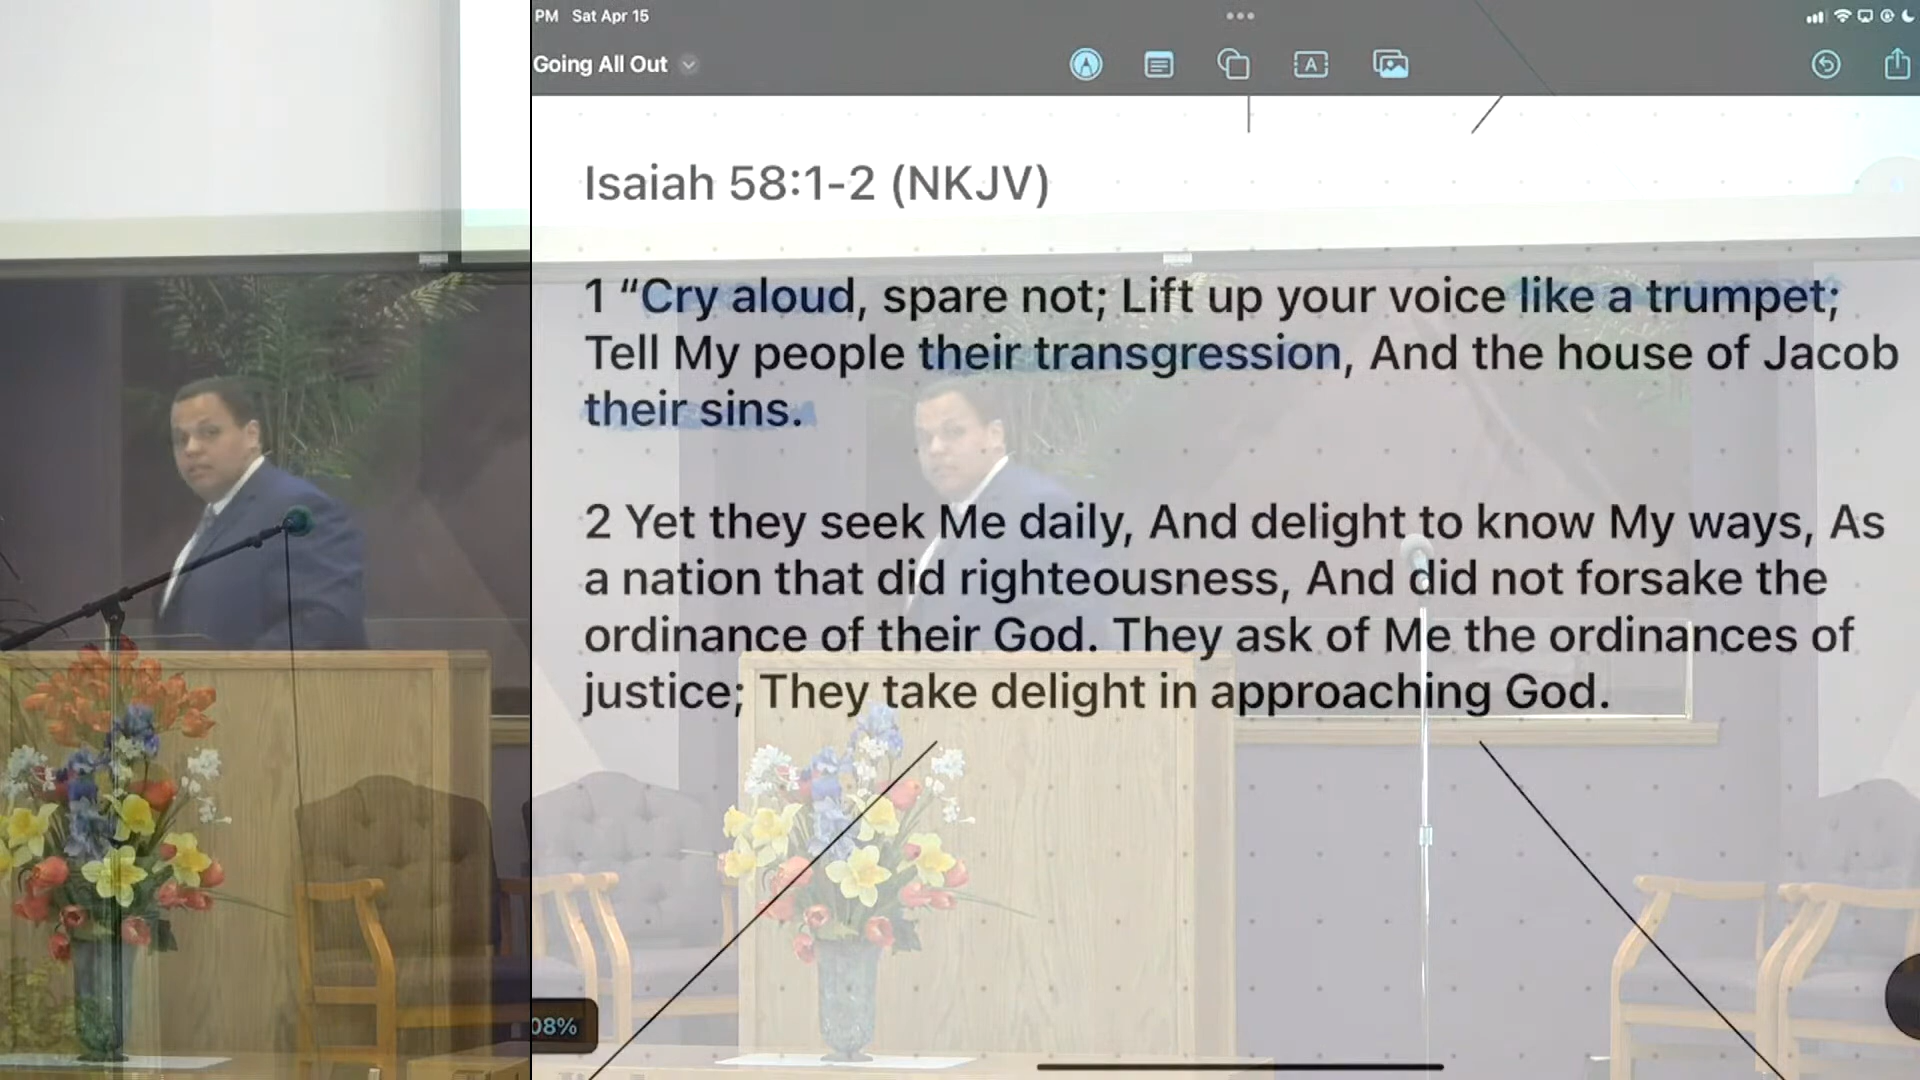 PM Sat Apr 15
Going All Out
A
Isaiah 58:1-2 (NKJV)
1 “Cry aloud, spare not; Lift up your voice like a trumpet;
Tell My people their transgression, And the house of Jacob
their sins.
2 Yet they seek Me daily, And delight to know My ways, As
a nation that did righteousness, And did not forsake the
ordinance of their God. They ask of Me the ordinances of
justice; They take delight in approaching God.
08%